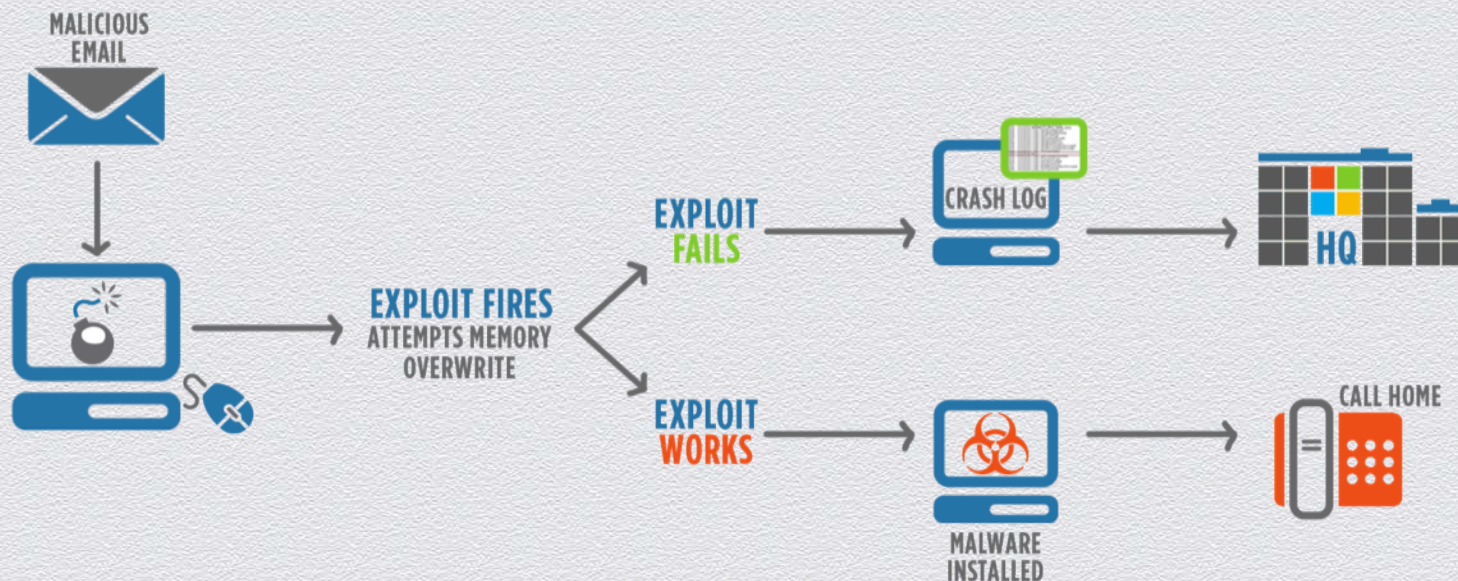 MALICIOUS
EMAIL
EXPLOIT FIRES
ATTEMPTS MEMORY
OVERWRITE
EXPLOIT
FAILS
CRASH LOG
HQ
EXPLOIT
WORKS
MALWARE
INSTALLED
CALL HOME